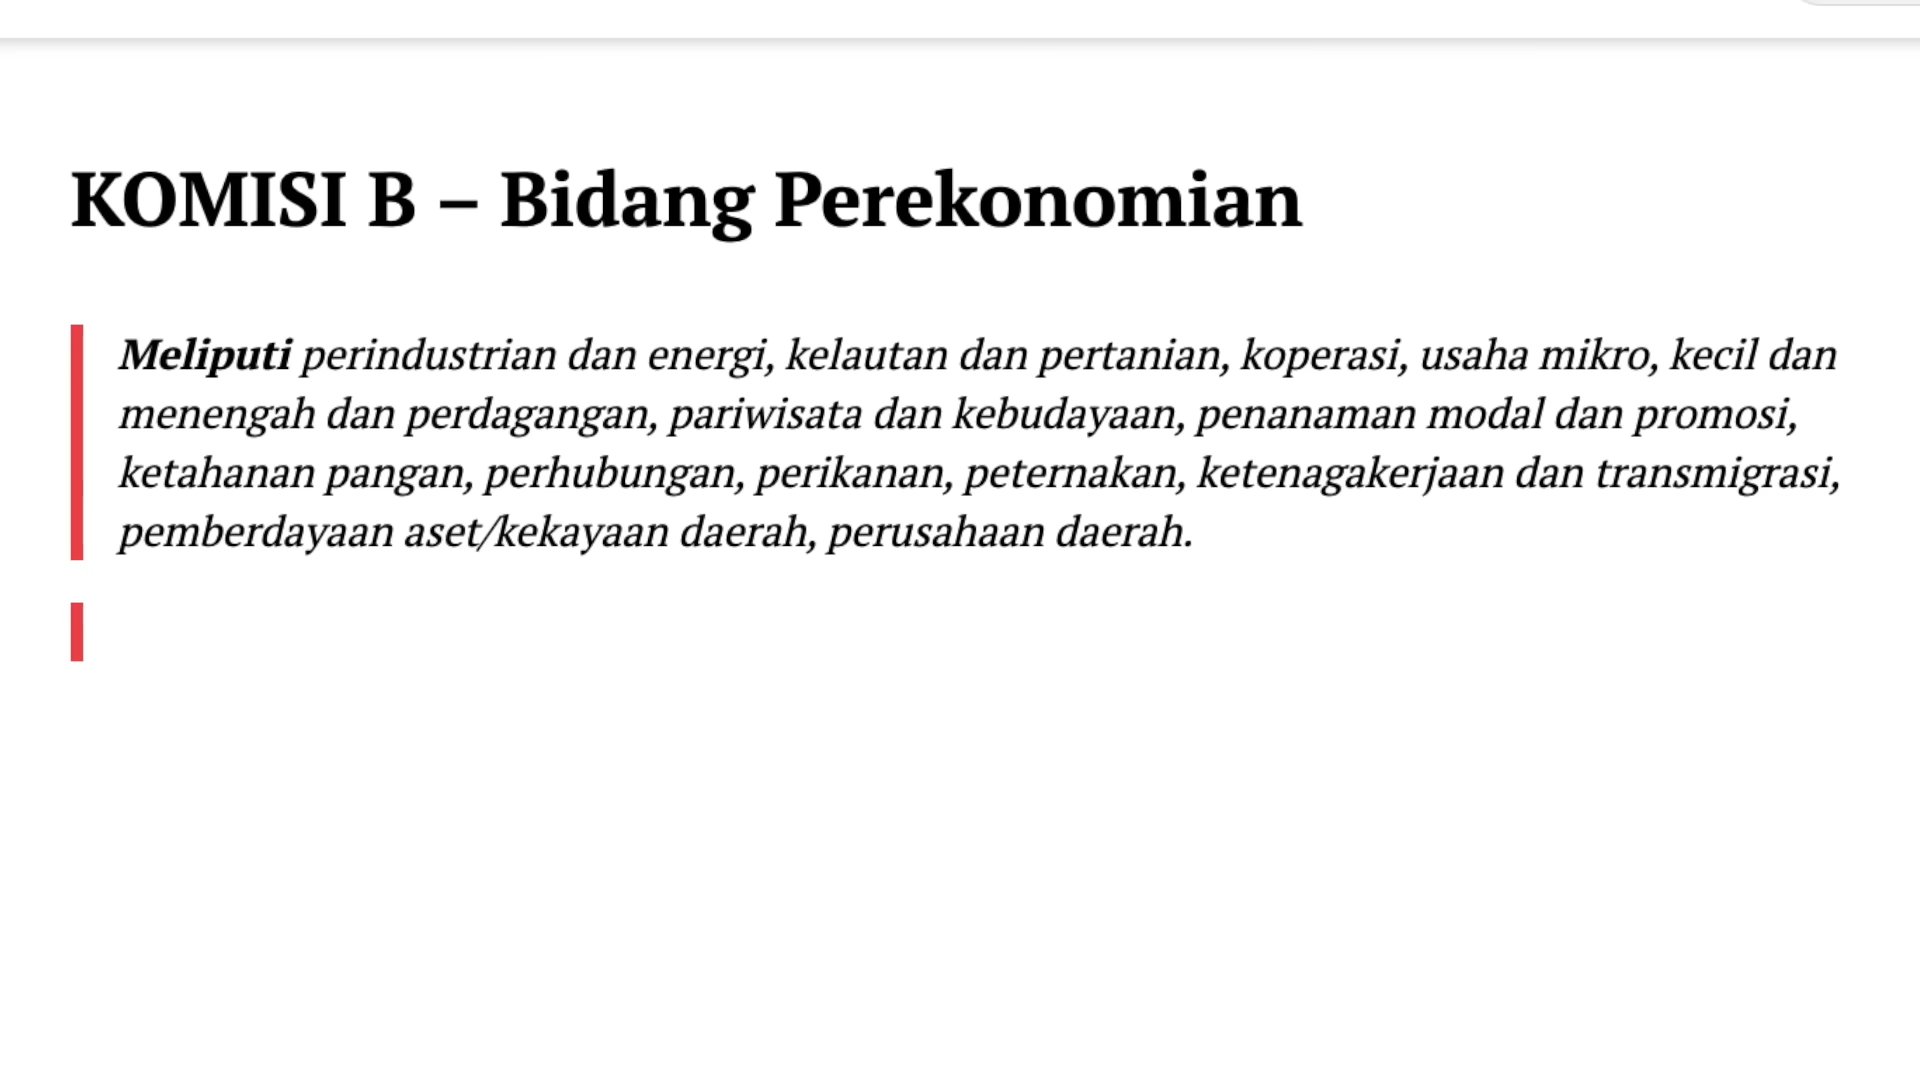 KOMISI B – Bidang Perekonomian
Meliputi perindustrian dan energi, kelautan dan pertanian, koperasi, usaha mikro, kecil dan
menengah dan perdagangan, pariwisata dan kebudayaan, penanaman modal dan promosi,
ketahanan pangan, perhubungan, perikanan, peternakan, ketenagakerjaan dan transmigrasi,
pemberdayaan aset/kekayaan daerah, perusahaan daerah.